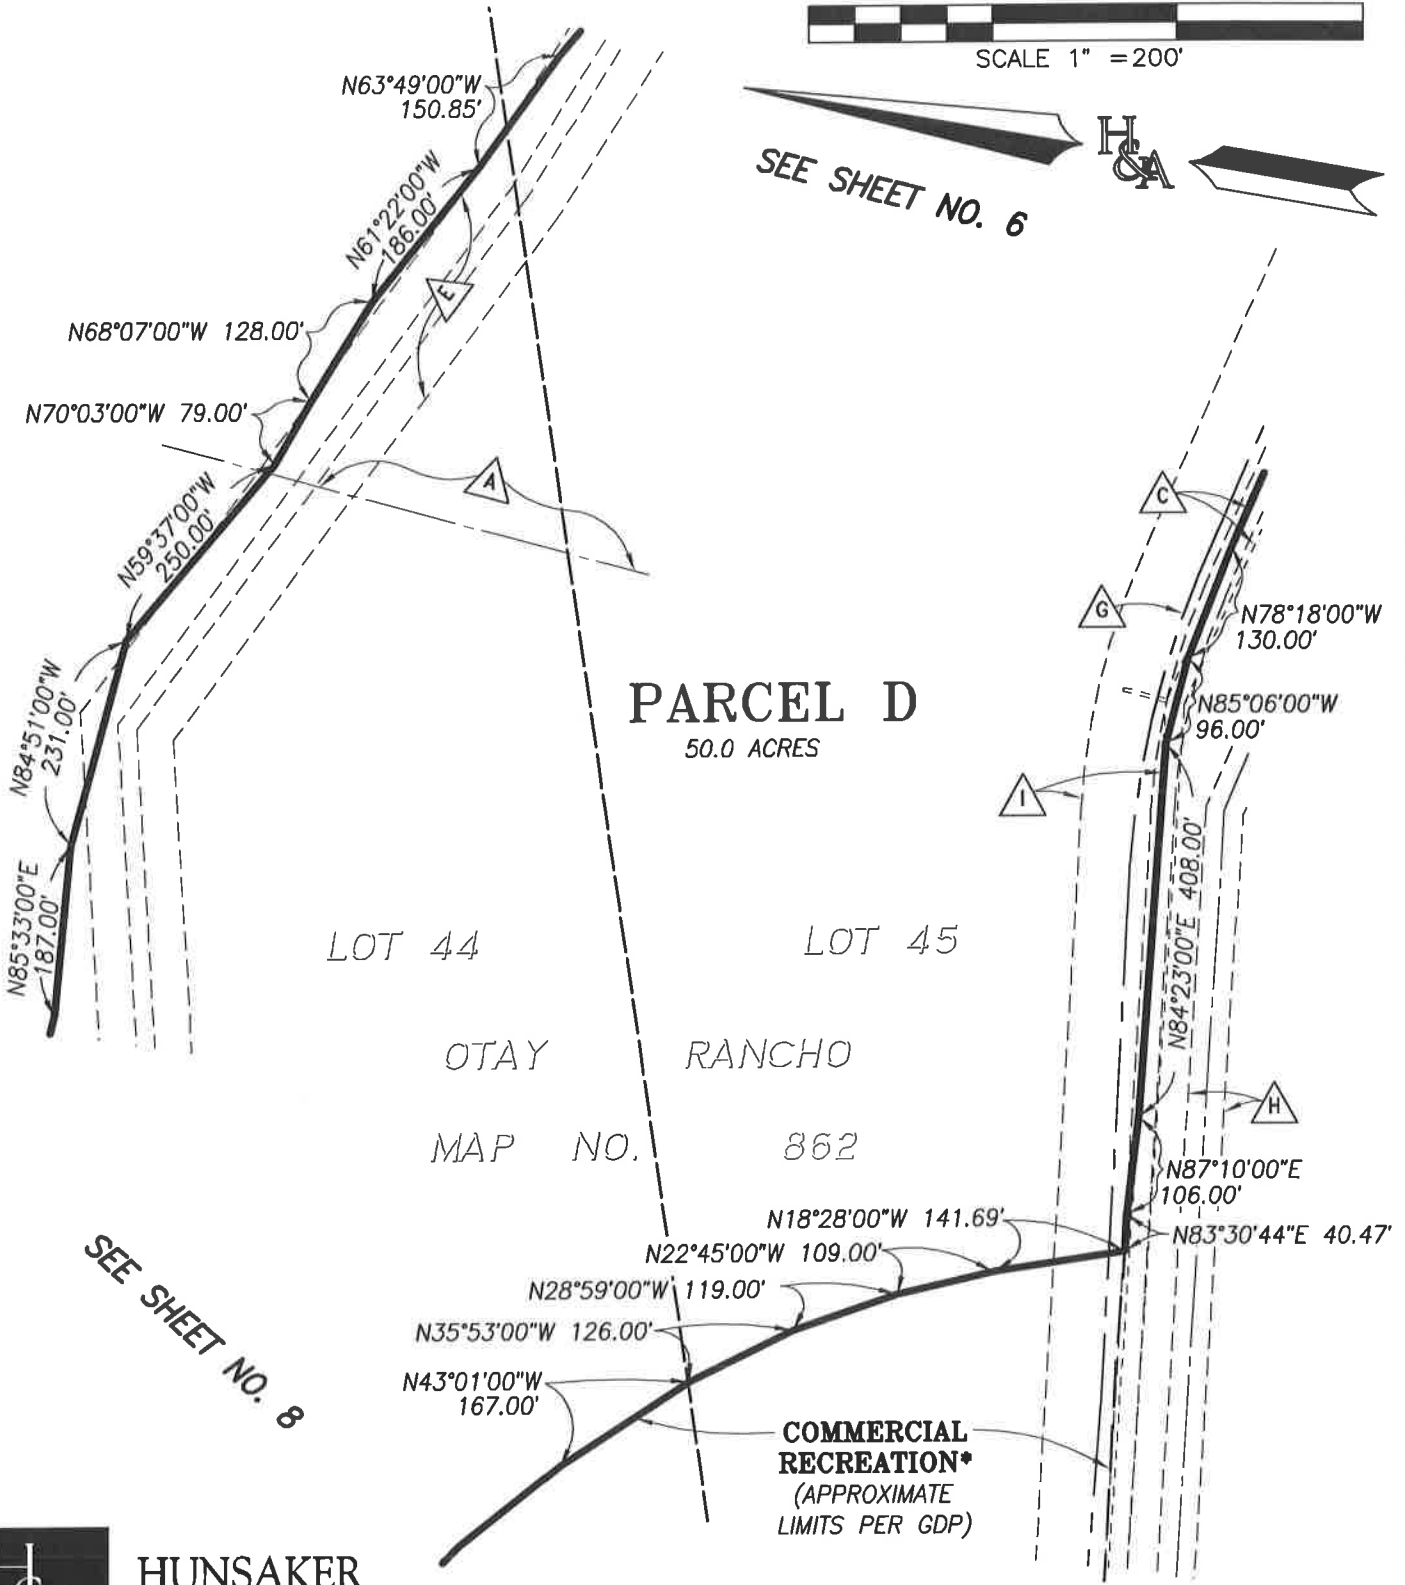 SCALE 1" =200'
H&A
SEE SHEET NO. 6
N63°49'00"W
150.85'
N61°22'00"W
186.00'
E
N68°07'00"W 128.00'
N70°03'00"W 79.00'
A
N59°37'00"W
250.00'
C
G
N78°18'00"W
130.00'
N84°51'00"W
231.00'
PARCEL D
50.0 ACRES
N85°06'00"W
96.00'
I
N85°33'00"E
187.00'
N84°23'00"E 408.00'
LOT 44
LOT 45
OTAY RANCHO
MAP NO. 862
H
N87°10'00"E
106.00'
N83°30'44"E 40.47'
N18°28'00"W 141.69'
N22°45'00"W 109.00'
N28°59'00"W 119.00'
N35°53'00"W 126.00'
N43°01'00"W
167.00'
SEE SHEET NO. 8
COMMERCIAL
RECREATION*
(APPROXIMATE
LIMITS PER GDP)
HUNSAKER